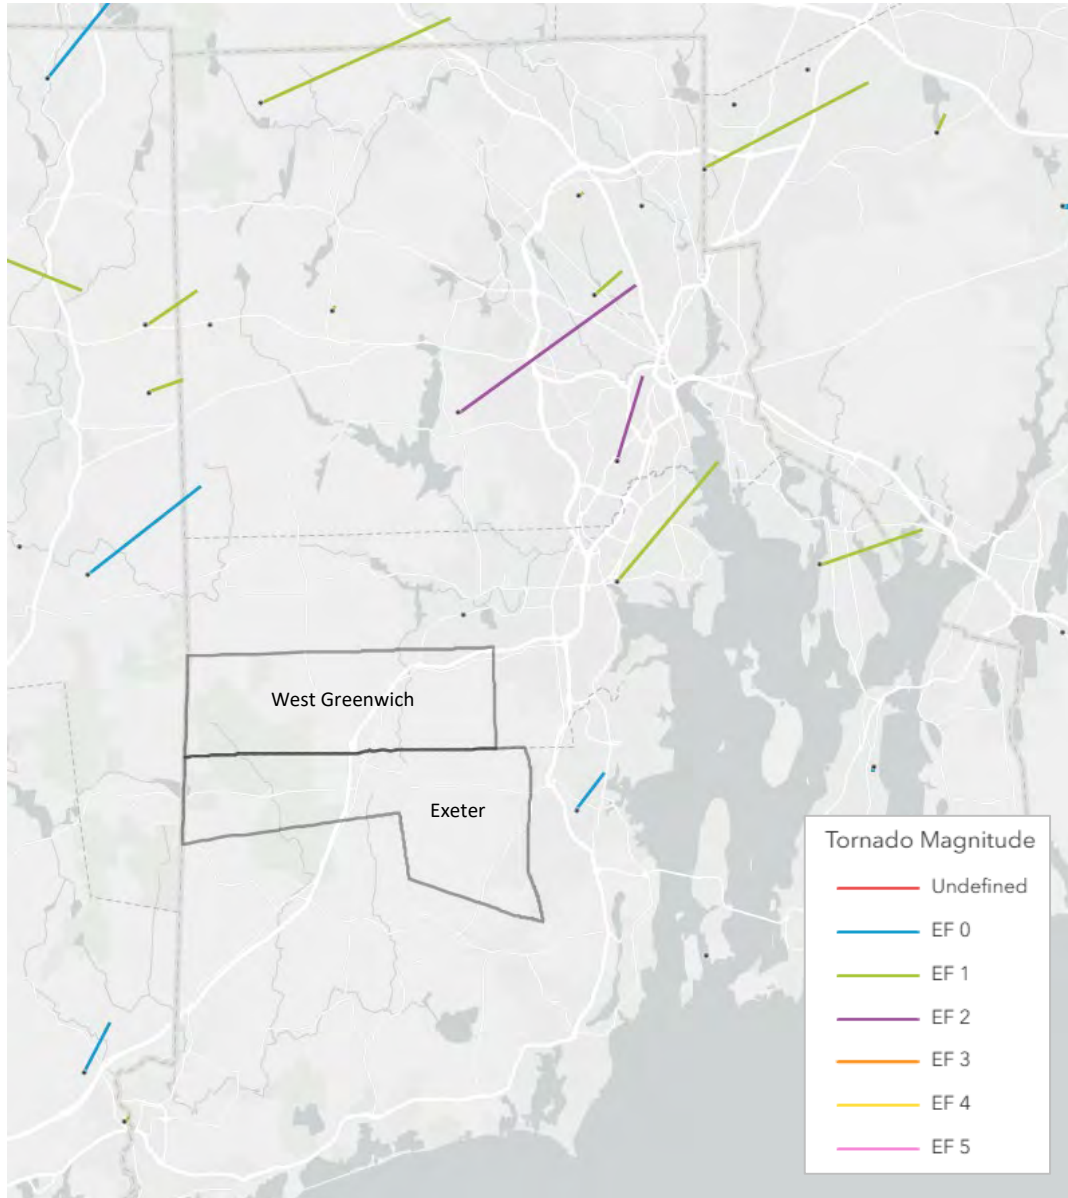 West Greenwich
Exeter
Tornado Magnitude
Undefined
EF 0
EF 1
EF 2
EF 3
EF 4
EF 5